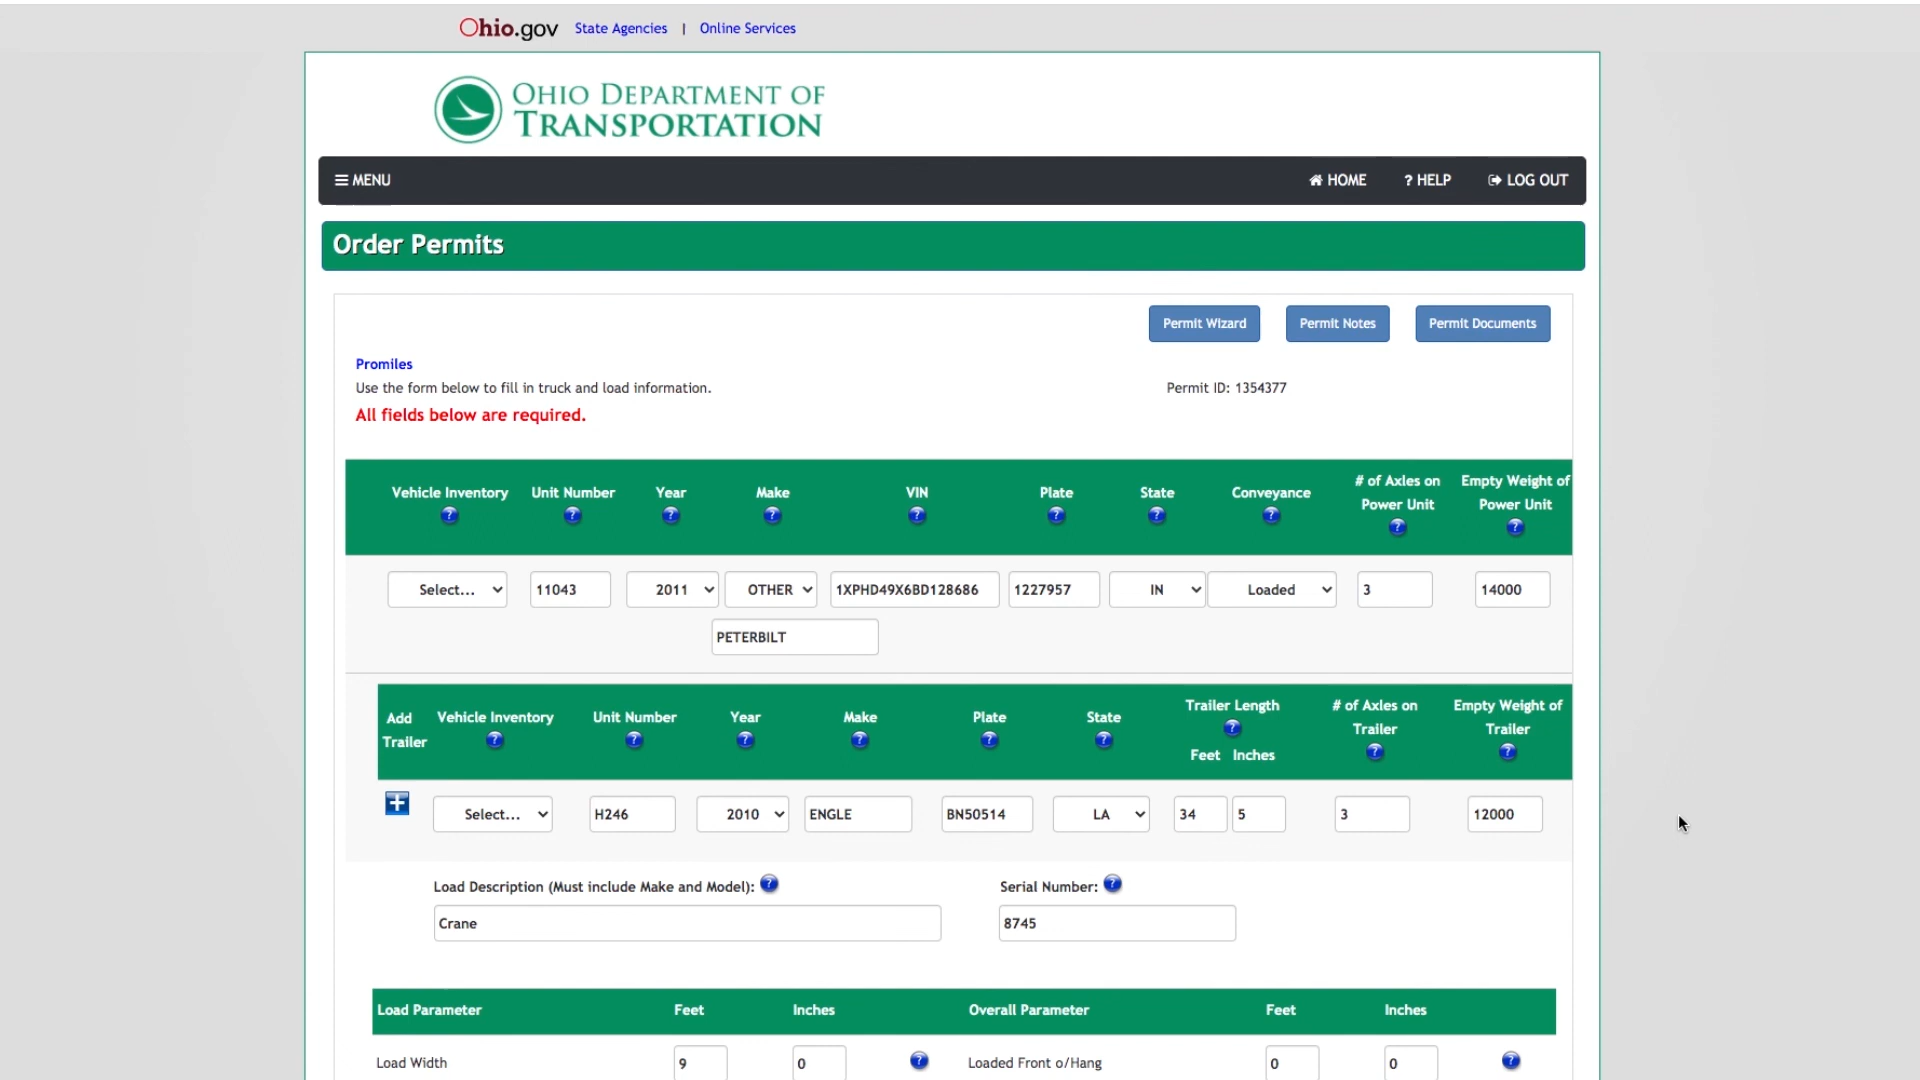 Ohio.gov State Agencies | Online Services
OHIO DEPARTMENT OF
TRANSPORTATION
MENU HOME ? HELP LOG OUT
Order Permits
Permit Wizard Permit Notes Permit Documents
Promiles
Use the form below to fill in truck and load information. Permit ID: 1354377
All fields below are required.
Vehicle Inventory Unit Number Year Make VIN Plate State Conveyance # of Axles on Power Unit Empty Weight of Power Unit
? ? ? ? ? ? ? ? ? ?
Select... 11043 2011 OTHER 1XPHD49X6BD128686 1227957 IN Loaded 3 14000
PETERBILT
Add Trailer Vehicle Inventory Unit Number Year Make Plate State Trailer Length # of Axles on Trailer Empty Weight of Trailer
? ? ? ? ? ? ? ? ?
Feet Inches
Select... H246 2010 ENGLE BN50514 LA 34 5 3 12000
Load Description (Must include Make and Model): ? Serial Number: ?
Crane 8745
Load Parameter Feet Inches Overall Parameter Feet Inches
Load Width 9 0 ? Loaded Front o/Hang 0 0 ?